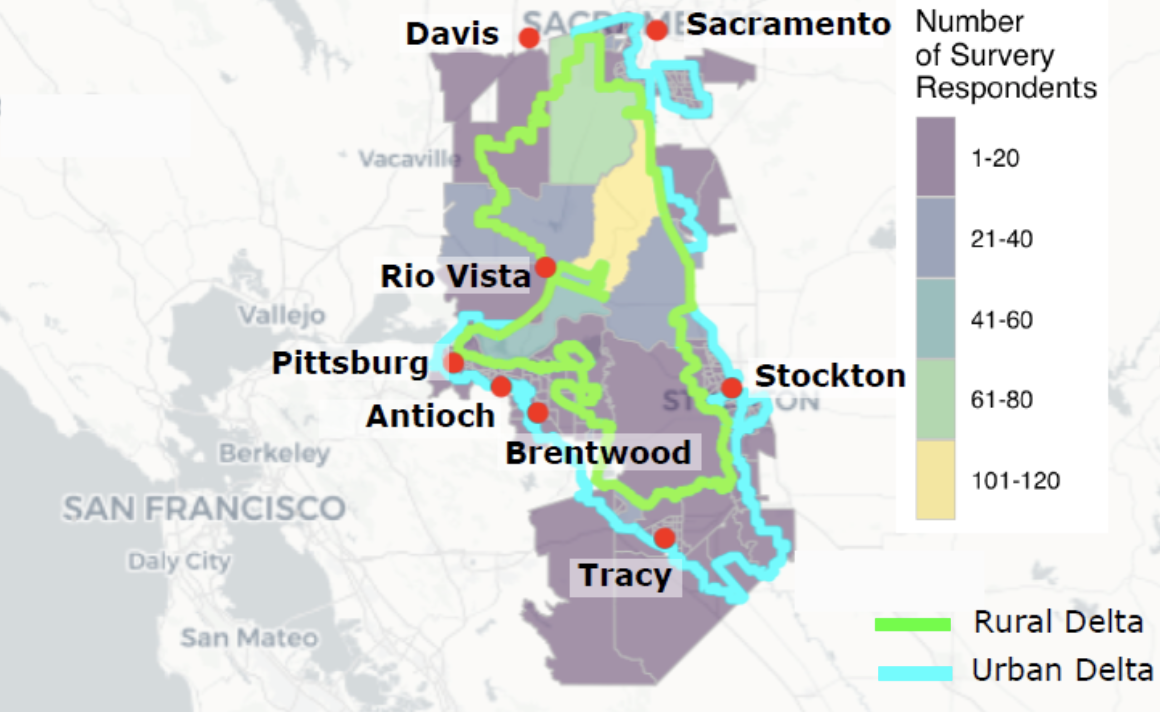 SACRAMENTO
Davis
Sacramento
Vacaville
Rio Vista
Vallejo
Pittsburg
Stockton
STOCKTON
Antioch
Brentwood
Berkeley
SAN FRANCISCO
Daly City
Tracy
San Mateo
Number
of Survery
Respondents
1-20
21-40
41-60
61-80
101-120
Rural Delta
Urban Delta